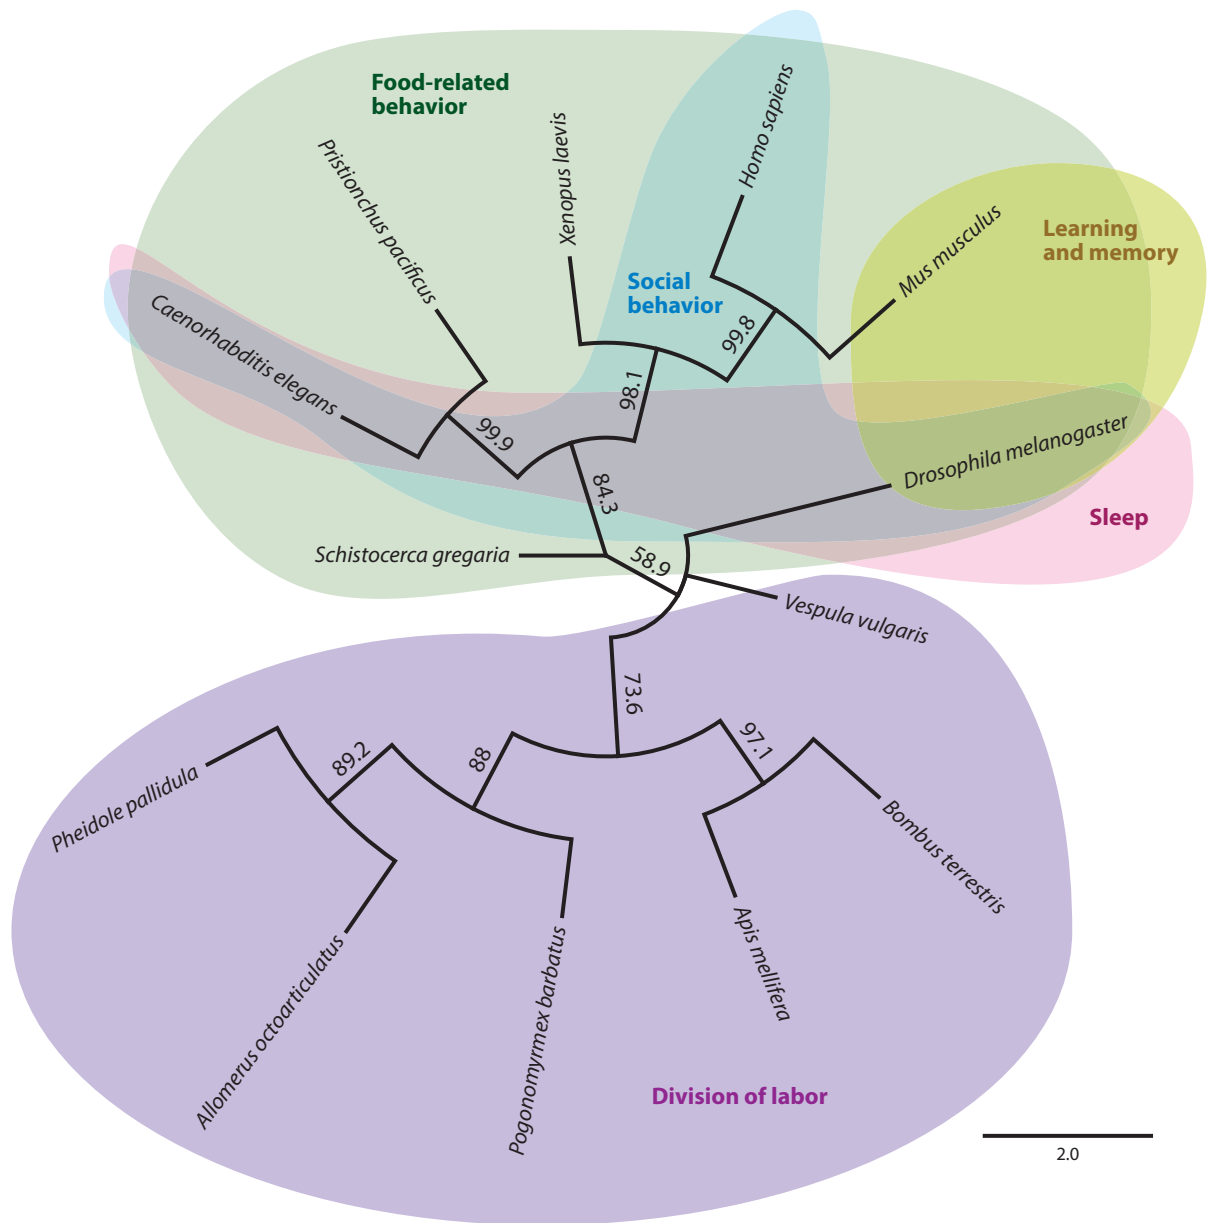 Food-related
behavior
Homo sapiens
Xenopus laevis
Pristionchus pacificus
Mus musculus
Learning
and memory
Social
behavior
Caenorhabditis elegans
99.8
98.1
99.9
84.3
Drosophila melanogaster
Sleep
Schistocerca gregaria
58.9
Vespula vulgaris
73.6
97.1
89.2
88
Pheidole pallidula
Bombus terrestris
Apis mellifera
Allomerus octoarticulatus
Pogonomyrmex barbatus
Division of labor
2.0